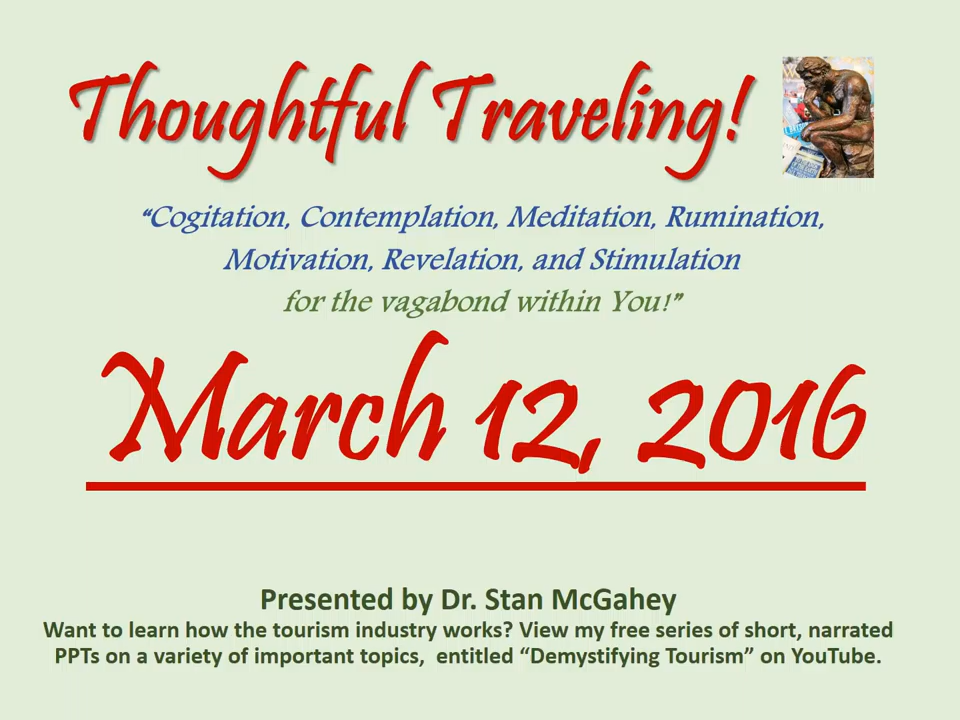 Thoughtful Traveling!
“Cogitation, Contemplation, Meditation, Rumination,
Motivation, Revelation, and Stimulation
for the vagabond within You!”
March 12, 2016
Presented by Dr. Stan McGahey
Want to learn how the tourism industry works? View my free series of short, narrated
PPTs on a variety of important topics,  entitled “Demystifying Tourism” on YouTube.